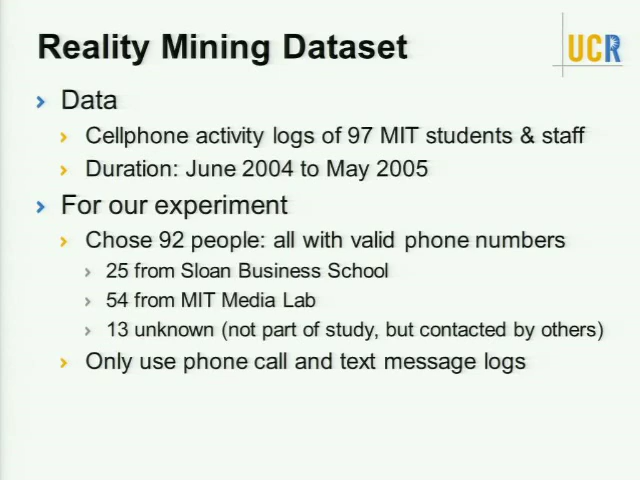 Reality Mining Dataset
UCR
Data
Cellphone activity logs of 97 MIT students & staff
Duration: June 2004 to May 2005
For our experiment
Chose 92 people: all with valid phone numbers
25 from Sloan Business School
54 from MIT Media Lab
13 unknown (not part of study, but contacted by others)
Only use phone call and text message logs